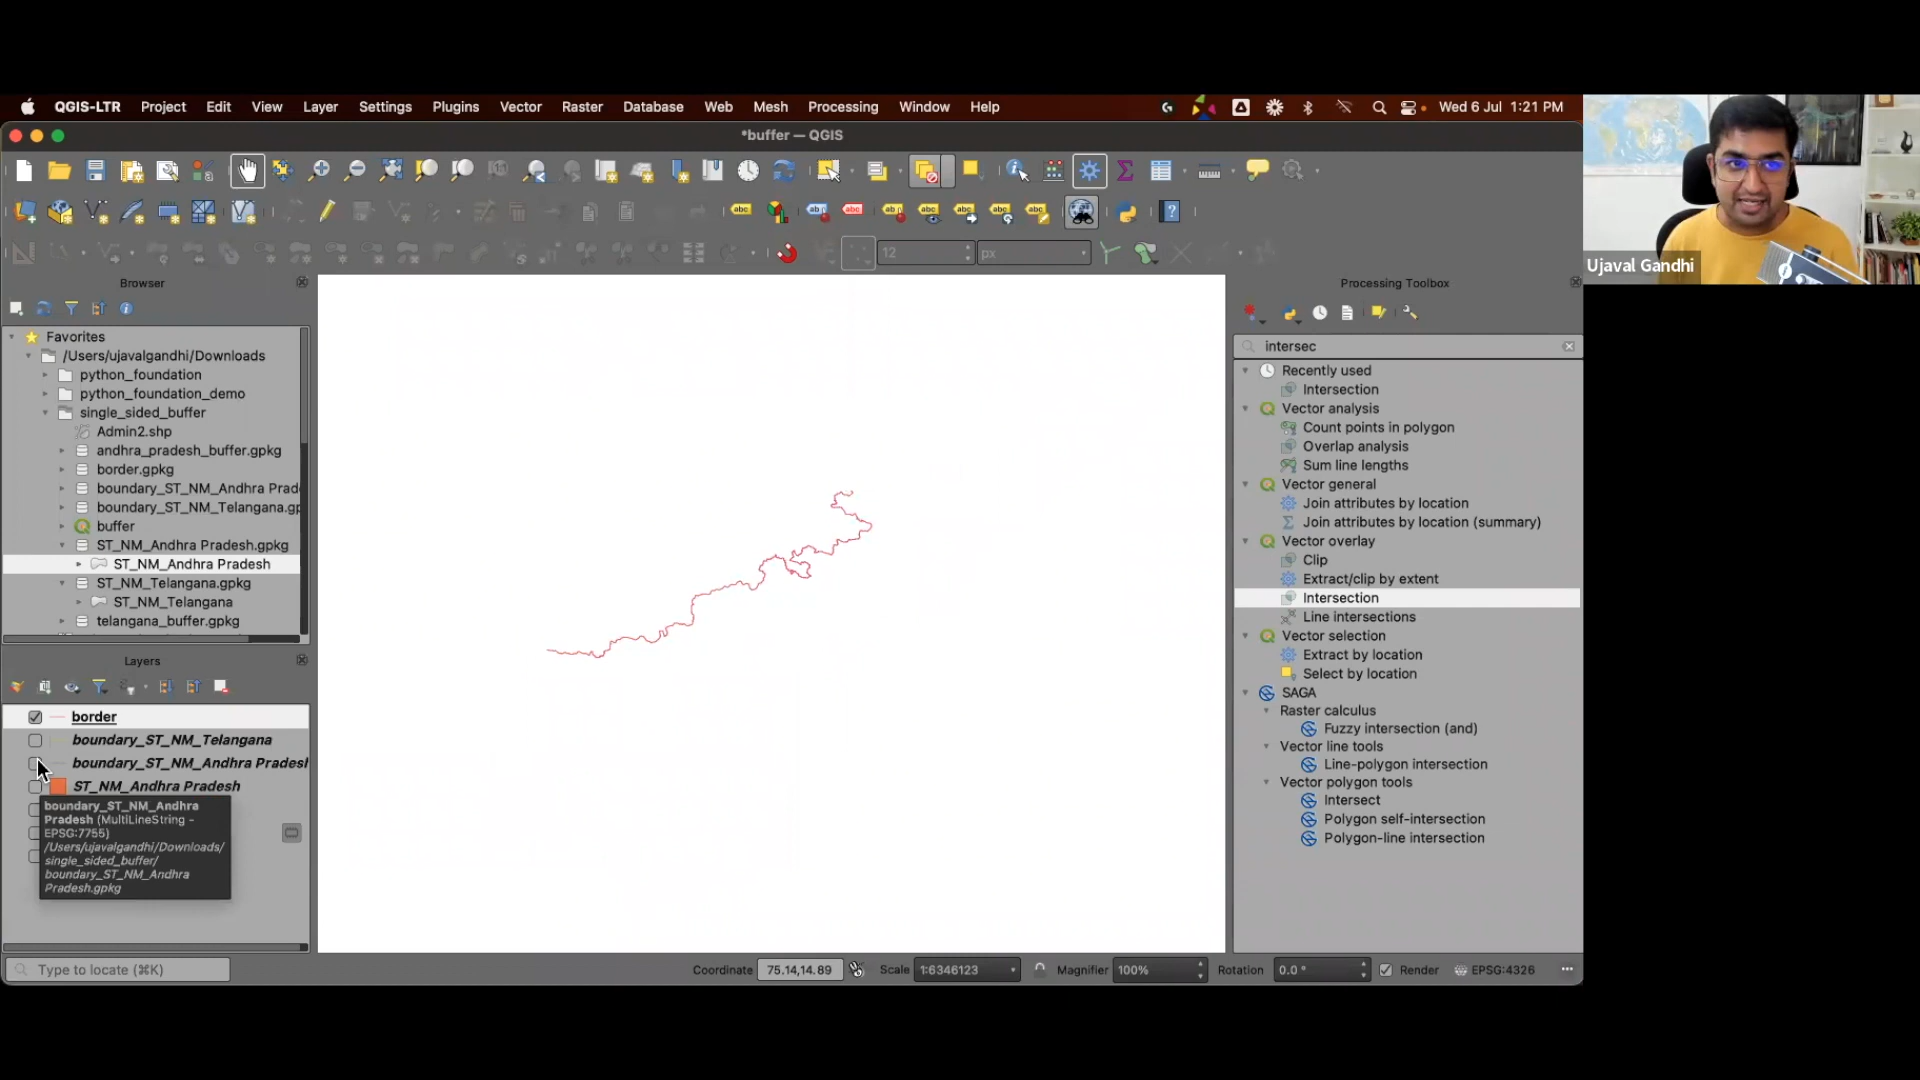 QGIS-LTR Project Edit View Layer Settings Plugins Vector Raster Database Web Mesh Processing Window Help
Wed 6 Jul 1:21 PM
*buffer — QGIS
abc
abc
12
px
Ujaval Gandhi
Browser
Favorites
/Users/ujavalgandhi/Downloads
python_foundation
python_foundation_demo
single_sided_buffer
Admin2.shp
andhra_pradesh_buffer.gpkg
border.gpkg
boundary_ST_NM_Andhra Prad
boundary_ST_NM_Telangana.gp
buffer
ST_NM_Andhra Pradesh.gpkg
ST_NM_Andhra Pradesh
ST_NM_Telangana.gpkg
ST_NM_Telangana
telangana_buffer.gpkg
Layers
border
boundary_ST_NM_Telangana
boundary_ST_NM_Andhra Pradesh
ST_NM_Andhra Pradesh
boundary_ST_NM_Andhra
Pradesh (MultiLineString -
EPSG:7755)
/Users/ujavalgandhi/Downloads/
single_sided_buffer/
boundary_ST_NM_Andhra
Pradesh.gpkg
Type to locate (⌘K)
Processing Toolbox
intersec
Recently used
Intersection
Vector analysis
Count points in polygon
Overlap analysis
Sum line lengths
Vector general
Join attributes by location
Join attributes by location (summary)
Vector overlay
Clip
Extract/clip by extent
Intersection
Line intersections
Vector selection
Extract by location
Select by location
SAGA
Raster calculus
Fuzzy intersection (and)
Vector line tools
Line-polygon intersection
Vector polygon tools
Intersect
Polygon self-intersection
Polygon-line intersection
Coordinate 75.14,14.89 Scale 1:6346123 Magnifier 100% Rotation 0.0 ° Render EPSG:4326